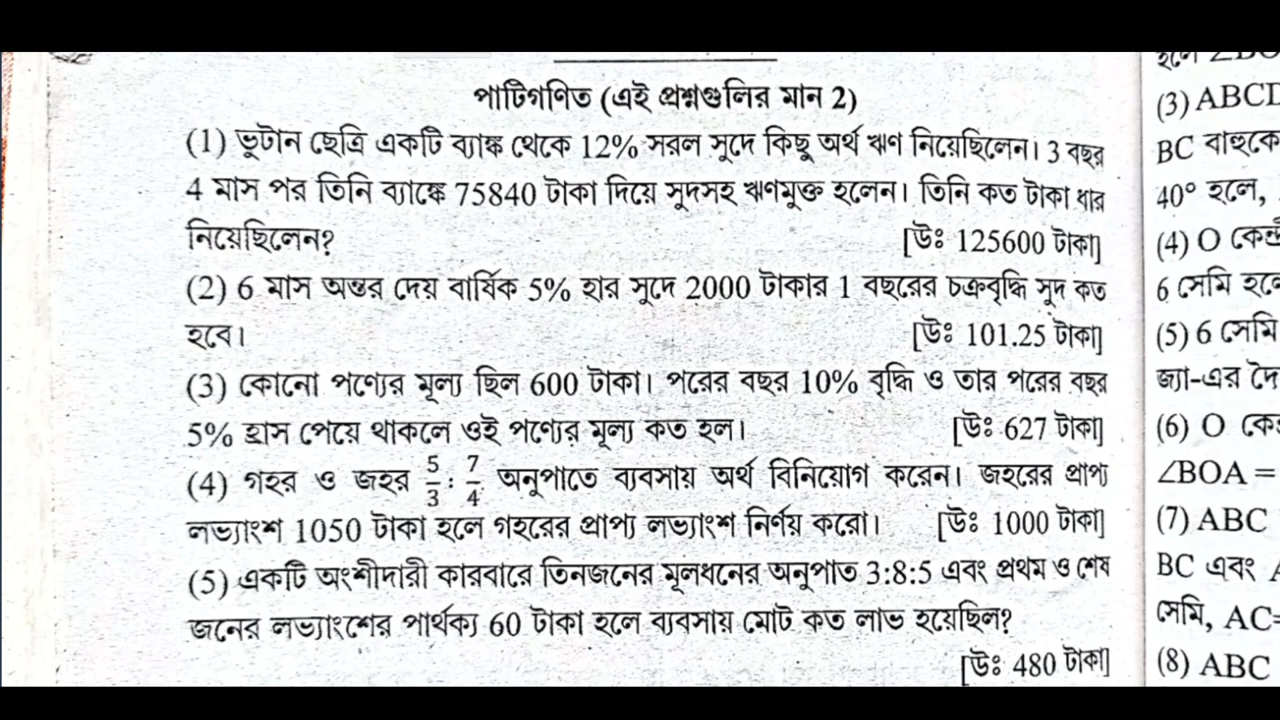 পাটিগণিত (এই প্রশ্নগুলির মান 2)
(1) ভুটান ছেত্রি একটি ব্যাঙ্ক থেকে 12% সরল সুদে কিছু অর্থ ঋণ নিয়েছিলেন। 3 বছর
4 মাস পর তিনি ব্যাঙ্কে 75840 টাকা দিয়ে সুদসহ ঋণমুক্ত হলেন। তিনি কত টাকা ধার
নিয়েছিলেন? [উঃ 125600 টাকা]
(2) 6 মাস অন্তর দেয় বার্ষিক 5% হার সুদে 2000 টাকার 1 বছরের চক্রবৃদ্ধি সুদ কত
হবে। [উঃ 101.25 টাকা]
(3) কোনো পণ্যের মূল্য ছিল 600 টাকা। পরের বছর 10% বৃদ্ধি ও তার পরের বছর
5% হ্রাস পেয়ে থাকলে ওই পণ্যের মূল্য কত হল। [উঃ 627 টাকা]
(4) গহর ও জহর 5/3 : 7/4 অনুপাতে ব্যবসায় অর্থ বিনিয়োগ করেন। জহরের প্রাপ্য
লভ্যাংশ 1050 টাকা হলে গহরের প্রাপ্য লভ্যাংশ নির্ণয় করো। [উঃ 1000 টাকা]
(5) একটি অংশীদারী কারবারে তিনজনের মূলধনের অনুপাত 3:8:5 এবং প্রথম ও শেষ
জনের লভ্যাংশের পার্থক্য 60 টাকা হলে ব্যবসায় মোট কত লাভ হয়েছিল?
[উঃ 480 টাকা]
(3) ABCD
BC বাহুকে
40° হলে,
(4) O
6 সেমি হলে
(5) 6 সেমি
জ্যা-এর দৈ
(6) O
∠BOA =
(7) ABC
BC এবং
সেমি, AC=
(8) ABC